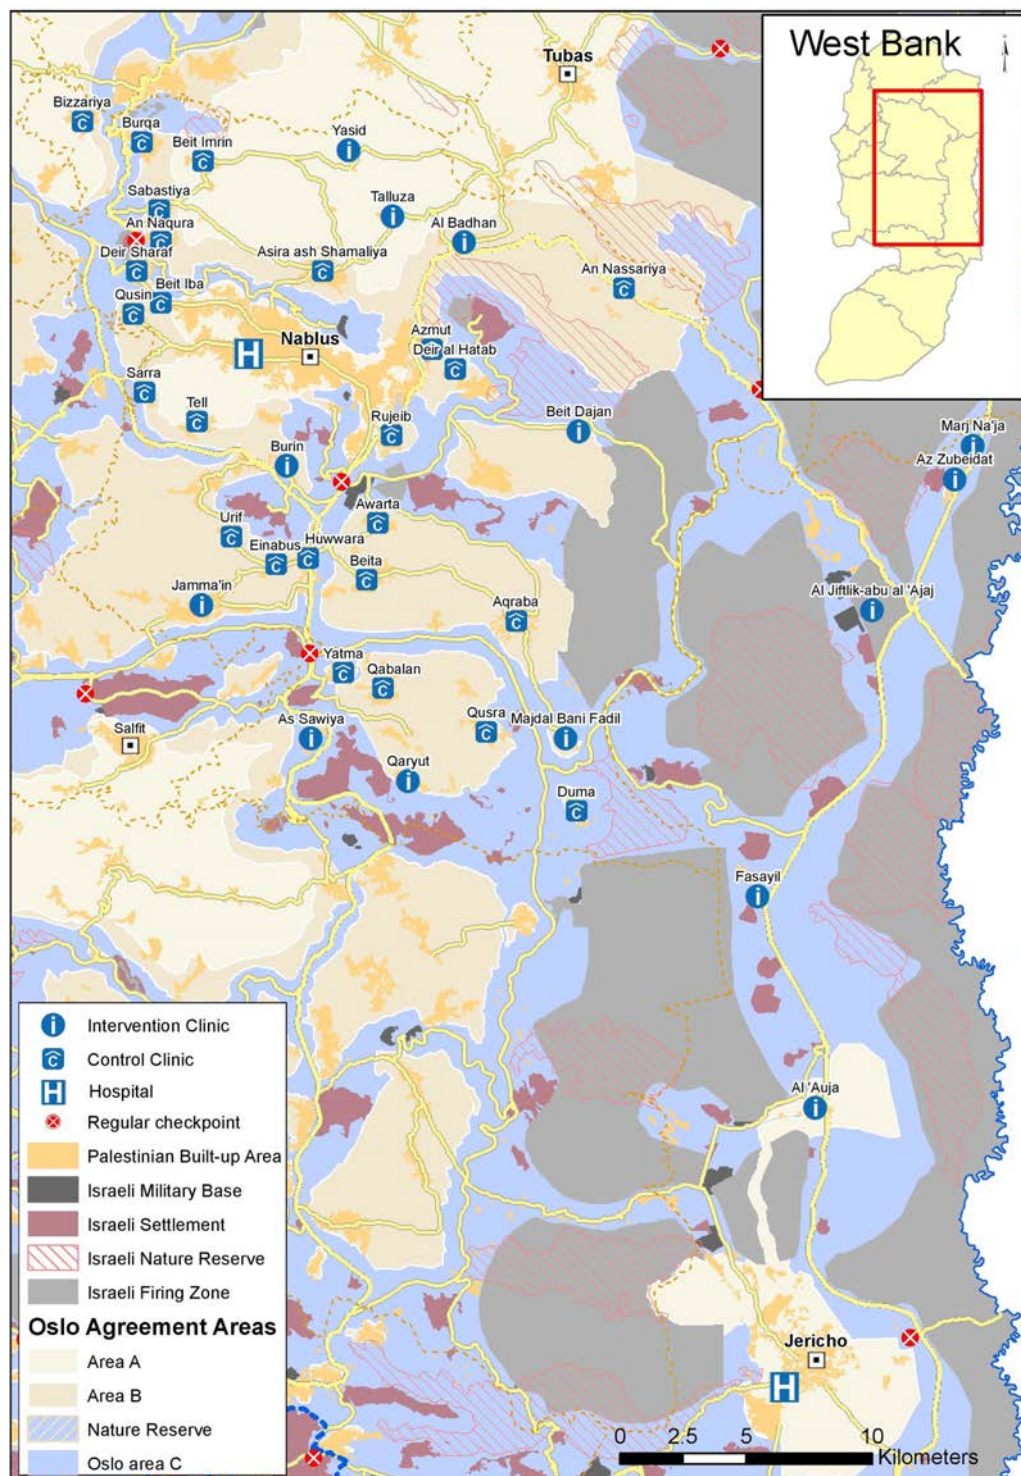 West Bank
Tubas
Bizzariya
Burqa
Beit Imrin
Yasid
Sabastiya
Talluza
An Naqura
Al Badhan
Deir Sharaf
Asira ash Shamaliya
An Nassariya
Qusin
Beit Iba
Nablus
Azmut
Deir al Hatab
Sarra
Tell
Rujeib
Beit Dajan
Marj Na'ja
Burin
Az Zubeidat
Awarta
Urif
Huwwara
Einabus
Beita
Jamma'in
Aqraba
Al Jiftlik-abu al 'Ajaj
Yatma
Qabalan
Salfit
As Sawiya
Qusra
Majdal Bani Fadil
Qaryut
Duma
Fasayil
Al 'Auja
Jericho
i Intervention Clinic
C Control Clinic
H Hospital
Regular checkpoint
Palestinian Built-up Area
Israeli Military Base
Israeli Settlement
Israeli Nature Reserve
Israeli Firing Zone
Oslo Agreement Areas
Area A
Area B
Nature Reserve
Oslo area C
0 2.5 5 10
Kilometers